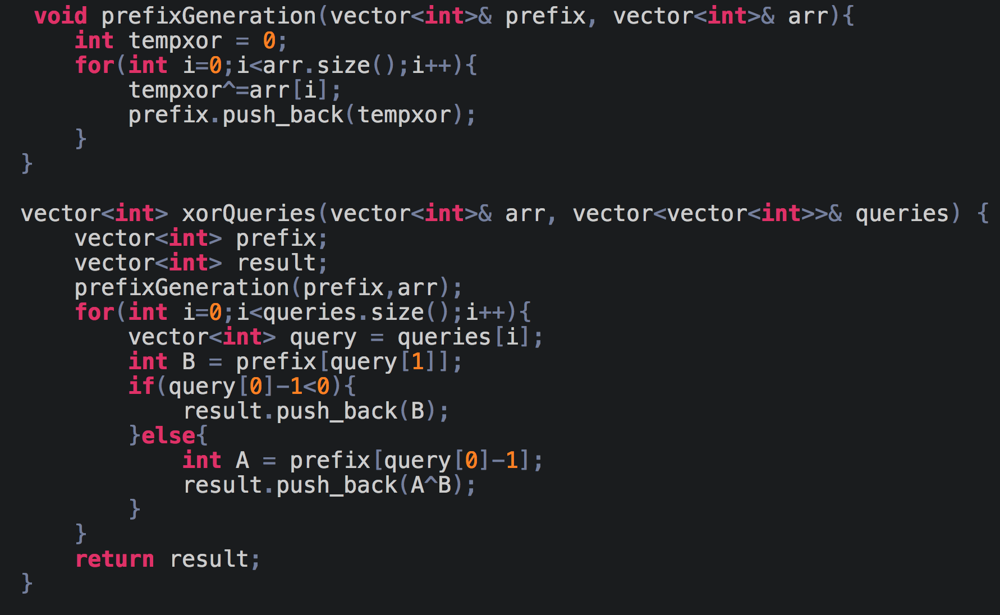 void prefixGeneration(vector<int>& prefix, vector<int>& arr){
int tempxor = 0;
for(int i=0;i<arr.size();i++){
tempxor^=arr[i];
prefix.push_back(tempxor);
}
}
vector<int> xorQueries(vector<int>& arr, vector<vector<int>>& queries) {
vector<int> prefix;
vector<int> result;
prefixGeneration(prefix,arr);
for(int i=0;i<queries.size();i++){
vector<int> query = queries[i];
int B = prefix[query[1]];
if(query[0]-1<0){
result.push_back(B);
}else{
int A = prefix[query[0]-1];
result.push_back(A^B);
}
}
return result;
}